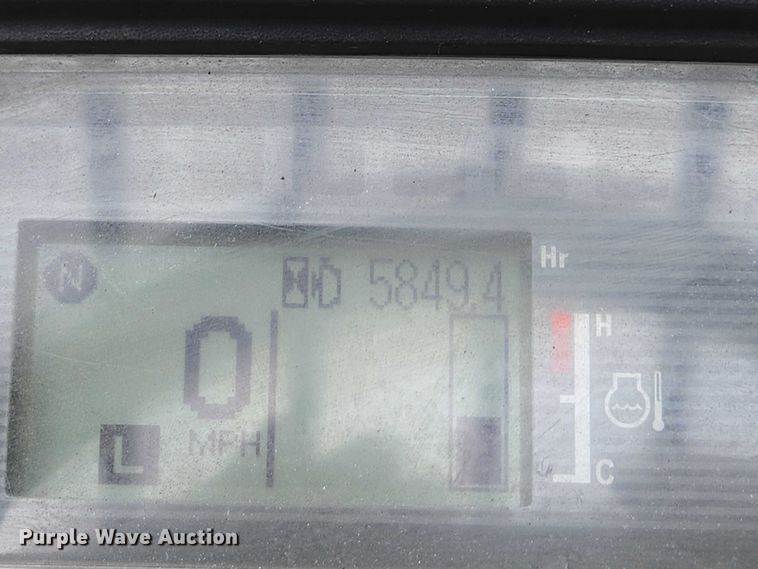 N 5849.4 Hr
0
H
L MPH
C
Purple Wave Auction®